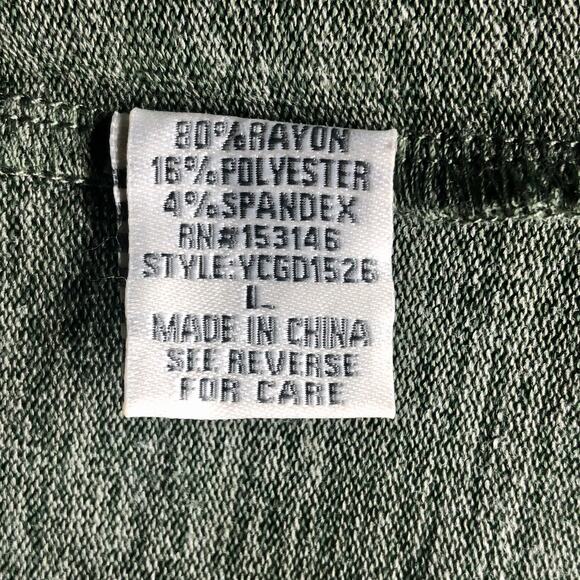 80%RAYON
16%POLYESTER
4%SPANDEX
RN#153146
STYLE:YCGD1526
L
MADE IN CHINA
SEE REVERSE
FOR CARE